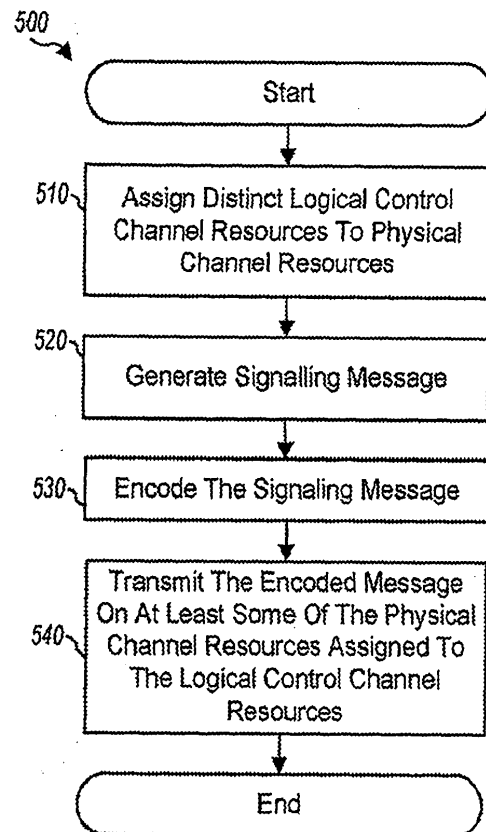 500
Start
510
Assign Distinct Logical Control
Channel Resources To Physical
Channel Resources
520
Generate Signalling Message
530
Encode The Signaling Message
540
Transmit The Encoded Message
On At Least Some Of The Physical
Channel Resources Assigned To
The Logical Control Channel
Resources
End